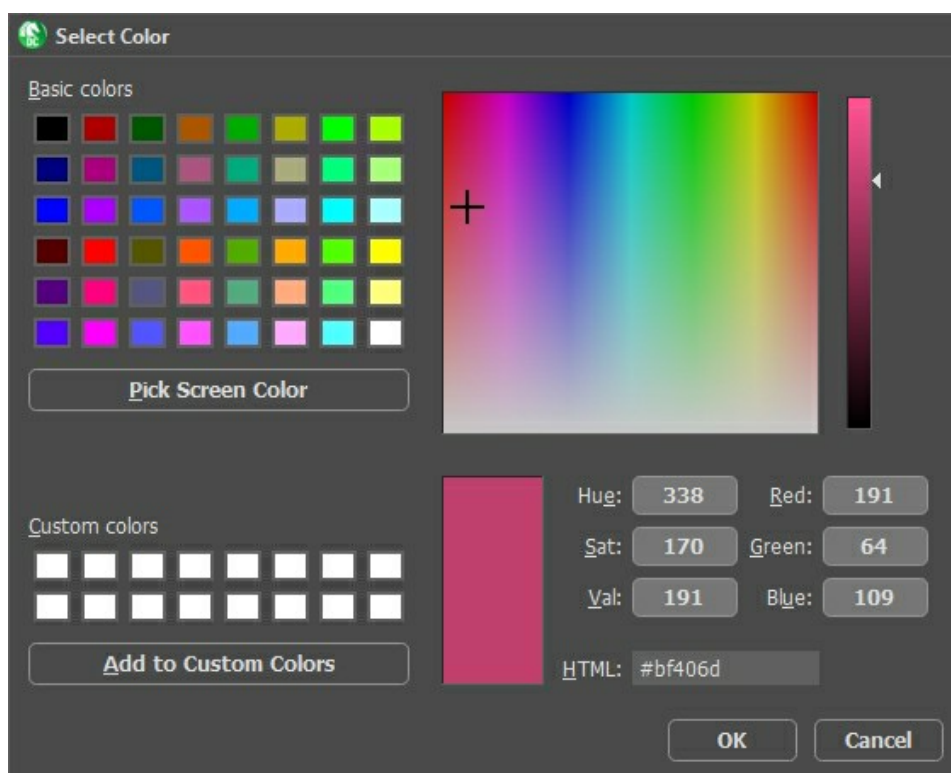 DC
Select Color
Basic colors
Pick Screen Color
Custom colors
Add to Custom Colors
Hue: 338 Red: 191
Sat: 170 Green: 64
Val: 191 Blue: 109
HTML: #bf406d
OK Cancel